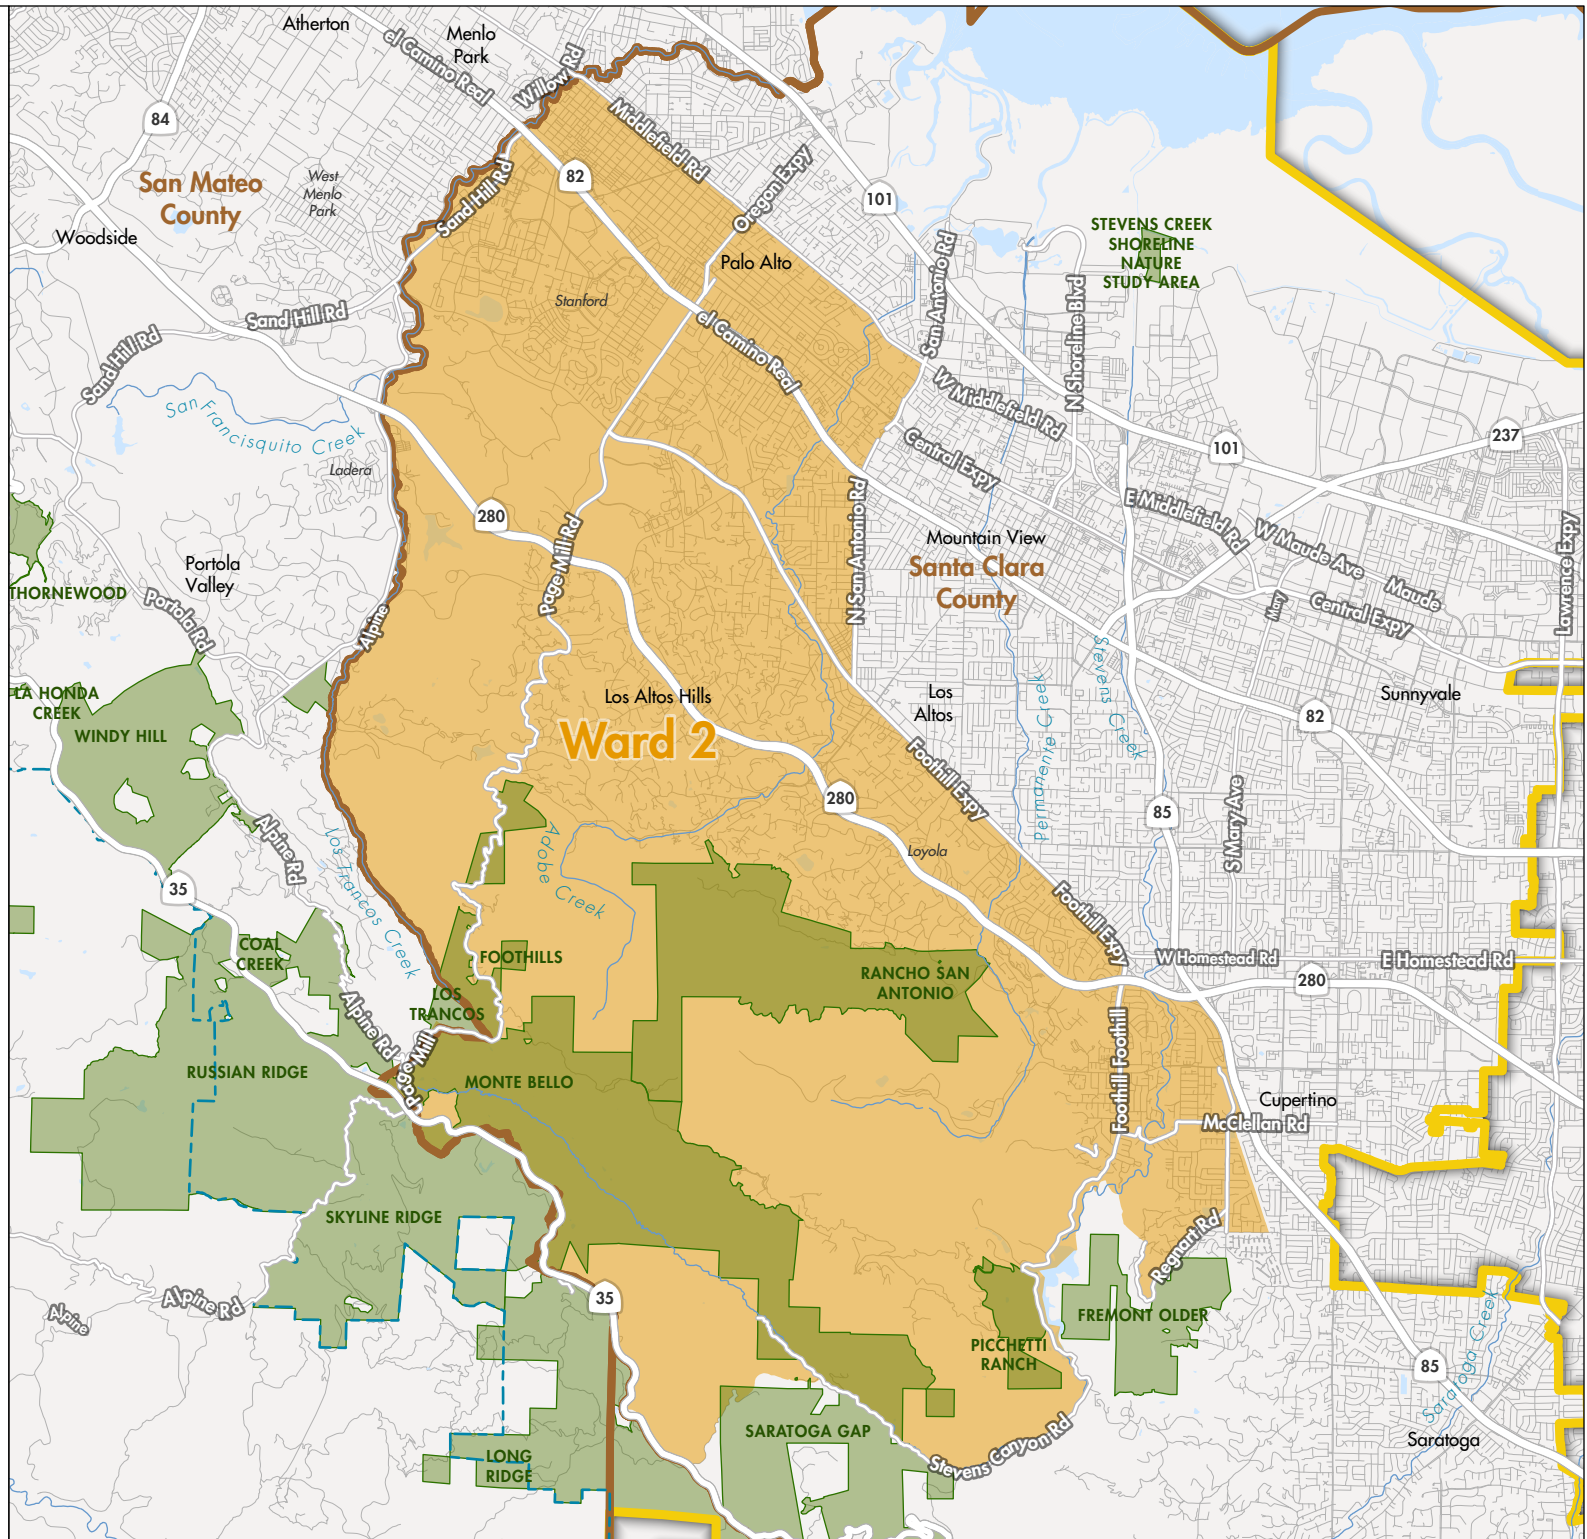 Atherton
Menlo
Park
el Camino Real
Willow Rd
84
Middlefield Rd
82
San Mateo
County
West
Menlo
Park
Sand Hill Rd
Oregon Expy
101
Woodside
STEVENS CREEK
SHORELINE
NATURE
STUDY AREA
Palo Alto
San Antonio Rd
Stanford
Sand Hill Rd
N Shoreline Blvd
Sand Hill Rd
el Camino Real
W Middlefield Rd
San Francisquito Creek
101
237
Ladera
Central Expy
280
E Middlefield Rd
N San Antonio Rd
Page Mill Rd
Mountain View
W Maude Ave
Lawrence Expy
Portola
Valley
Santa Clara
County
THORNEWOOD
Maude
Mary
Central Expy
Portola Rd
Alpine
Stevens Creek
LA HONDA
CREEK
Los Altos Hills
Los
Altos
Permanente Creek
Sunnyvale
82
WINDY HILL
Ward 2
Foothill Expy
280
85
S Mary Ave
Alpine Rd
Los Trancos Creek
Adobe Creek
Loyola
35
Foothill Expy
COAL
CREEK
FOOTHILLS
W Homestead Rd
E Homestead Rd
RANCHO SAN
ANTONIO
280
LOS
TRANCOS
Alpine Rd
Page Mill
Foothill Foothill
RUSSIAN RIDGE
MONTE BELLO
Cupertino
McClellan Rd
SKYLINE RIDGE
Regnart Rd
35
Alpine Rd
Alpine
FREMONT OLDER
PICCHETTI
RANCH
Saratoga Creek
85
SARATOGA GAP
Saratoga
Stevens Canyon Rd
LONG
RIDGE